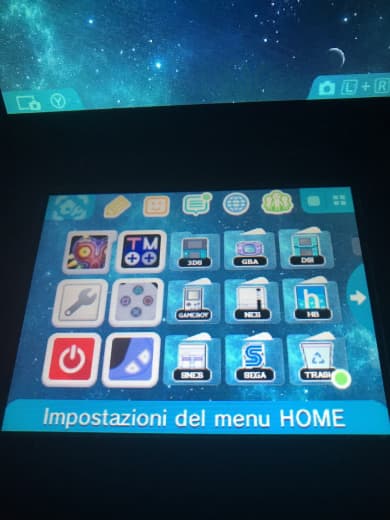 Y
L + R
TM
3DS
GBA
DSI
GAMEBOY
NES
h
HB
SNES
S
SEGA
TRASH
Impostazioni del menu HOME